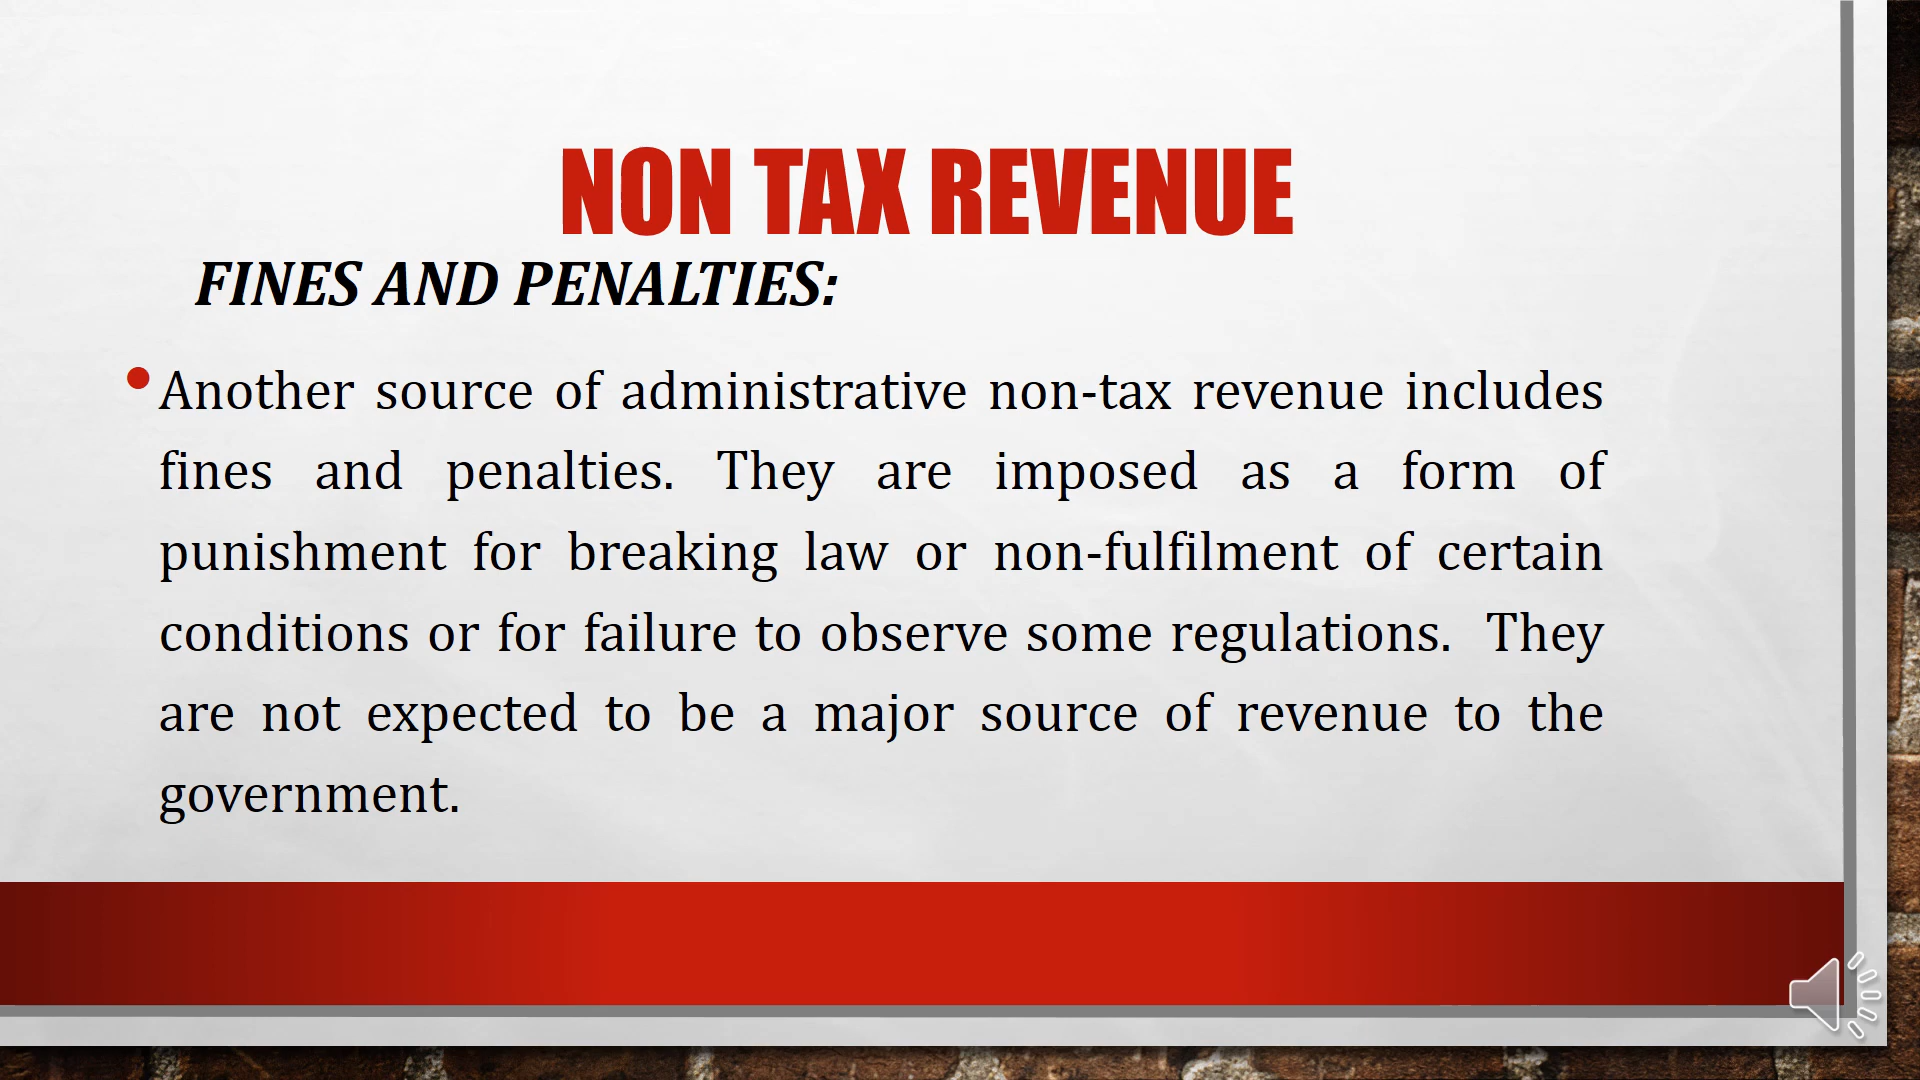 NON TAX REVENUE
FINES AND PENALTIES:
• Another source of administrative non-tax revenue includes
fines and penalties. They are imposed as a form of
punishment for breaking law or non-fulfilment of certain
conditions or for failure to observe some regulations.  They
are not expected to be a major source of revenue to the
government.